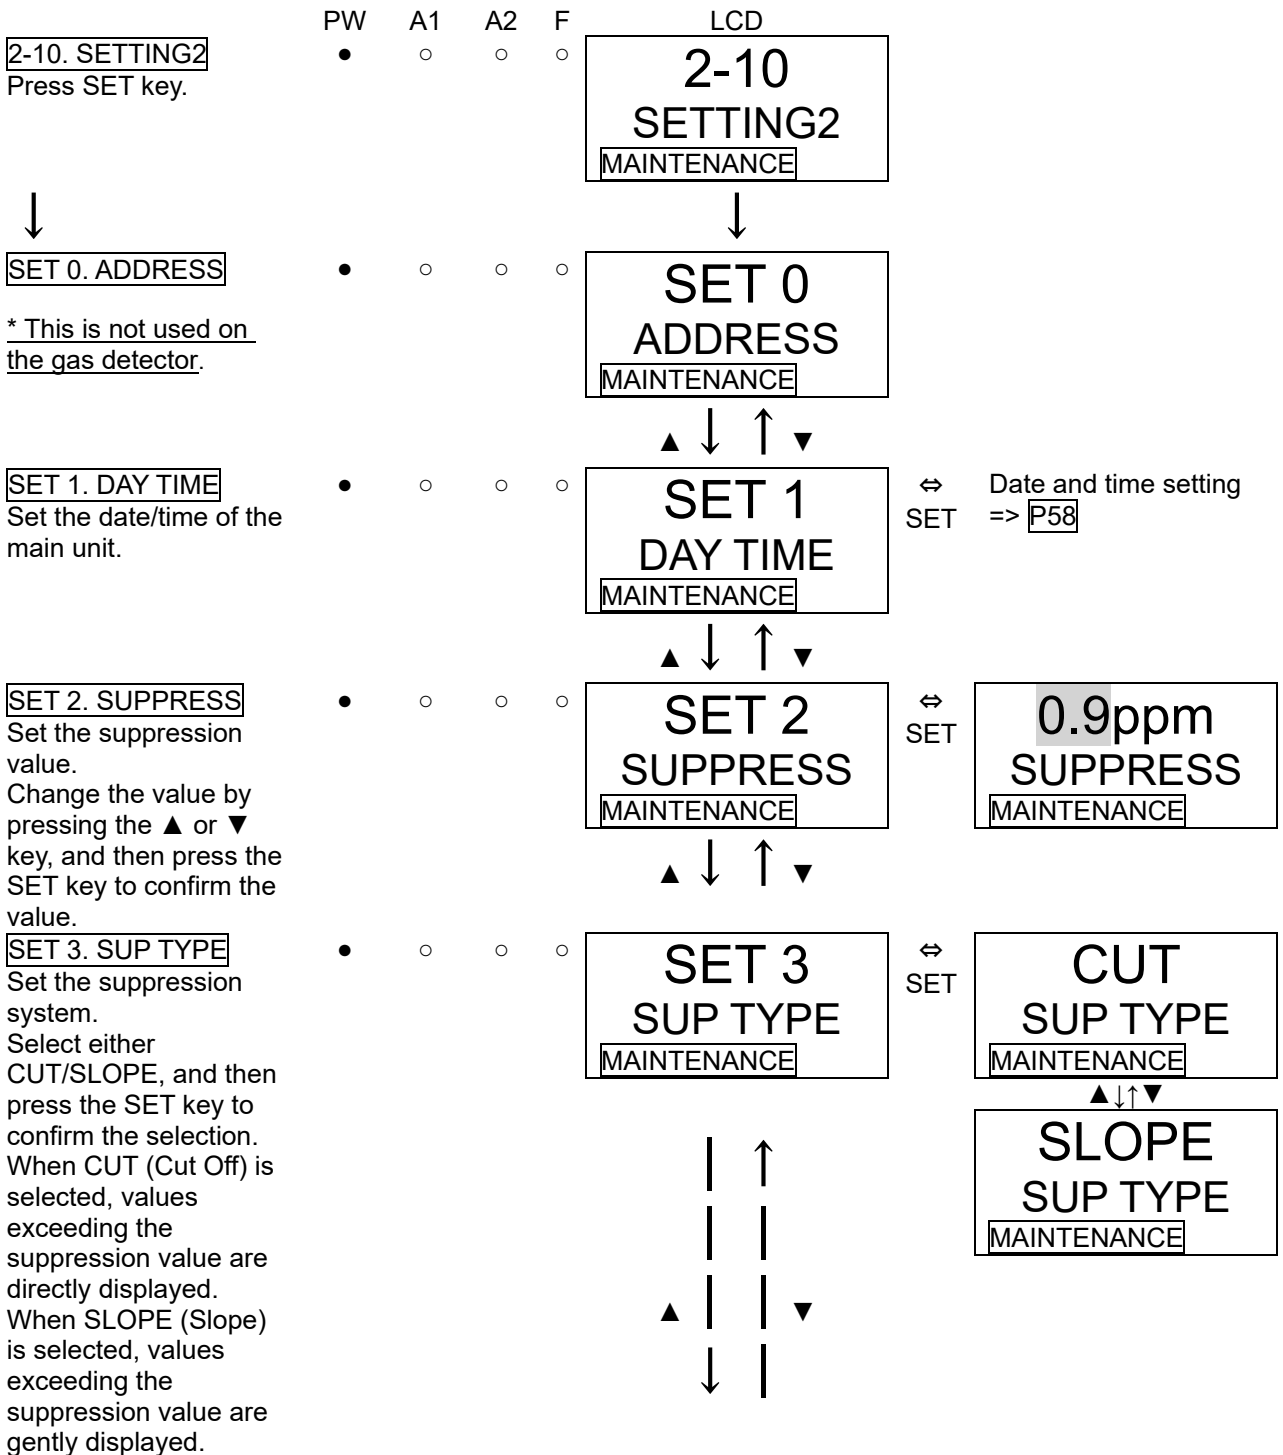 PW A1 A2 F LCD
2-10. SETTING2
Press SET key.
● ○ ○ ○
2-10
SETTING2
MAINTENANCE
↓ ↓
SET 0. ADDRESS
* This is not used on
the gas detector.
● ○ ○ ○
SET 0
ADDRESS
MAINTENANCE
▲ ↓ ↑ ▼
SET 1. DAY TIME
Set the date/time of the
main unit.
● ○ ○ ○
SET 1
DAY TIME
MAINTENANCE
⇔
SET
Date and time setting
=> P58
▲ ↓ ↑ ▼
SET 2. SUPPRESS
Set the suppression
value.
Change the value by
pressing the ▲ or ▼
key, and then press the
SET key to confirm the
value.
● ○ ○ ○
SET 2
SUPPRESS
MAINTENANCE
⇔
SET
0.9ppm
SUPPRESS
MAINTENANCE
▲ ↓ ↑ ▼
SET 3. SUP TYPE
Set the suppression
system.
Select either
CUT/SLOPE, and then
press the SET key to
confirm the selection.
When CUT (Cut Off) is
selected, values
exceeding the
suppression value are
directly displayed.
When SLOPE (Slope)
is selected, values
exceeding the
suppression value are
gently displayed.
● ○ ○ ○
SET 3
SUP TYPE
MAINTENANCE
⇔
SET
CUT
SUP TYPE
MAINTENANCE
▲↓↑▼
SLOPE
SUP TYPE
MAINTENANCE
▲ ↓ ↑ ▼